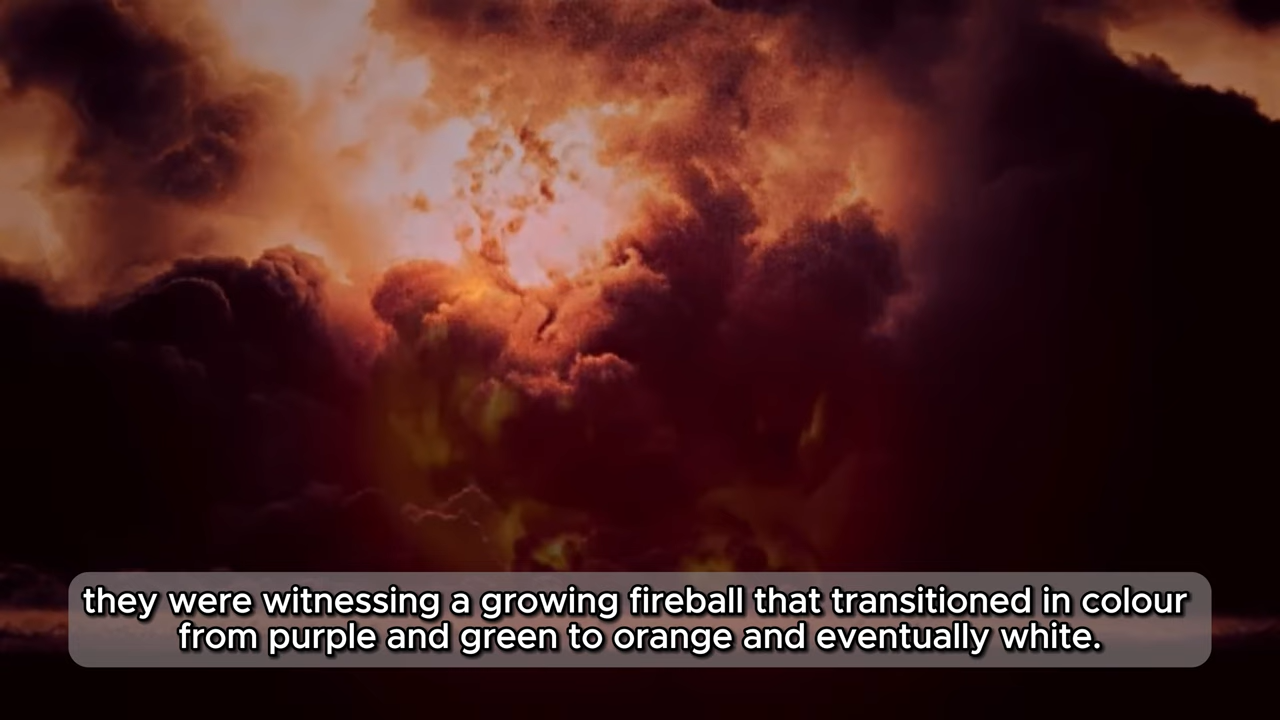 they were witnessing a growing fireball that transitioned in colour
from purple and green to orange and eventually white.